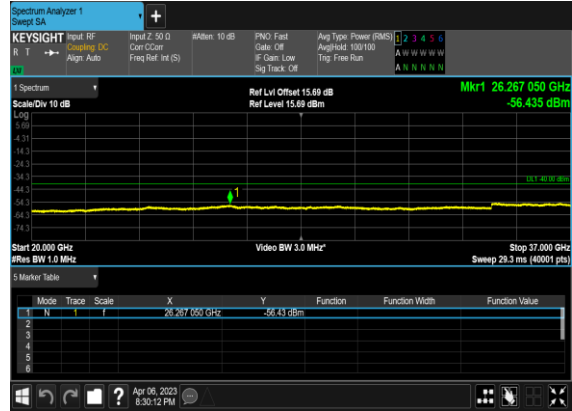 Spectrum Analyzer 1
Swept SA
KEYSIGHT Input: RF Input Z: 50 Ω #Atten: 10 dB PNO: Fast Avg Type: Power (RMS) 1 2 3 4 5 6
R T Coupling: DC Corr CCorr Gate: Off Avg|Hold: 100/100 A W W W W W
Align: Auto Freq Ref: Int (S) IF Gain: Low Trig: Free Run
LW Sig Track: Off A N N N N N
1 Spectrum Ref Lvl Offset 15.69 dB Mkr1 26.267 050 GHz
Scale/Div 10 dB Ref Level 15.69 dBm -56.435 dBm
Log
5.69
-4.31
-14.3
-24.3
-34.3
DL1 -40.00 dBm
-44.3
1
-54.3
-64.3
-74.3
Start 20.000 GHz Video BW 3.0 MHz* Stop 37.000 GHz
#Res BW 1.0 MHz Sweep 29.3 ms (40001 pts)
5 Marker Table
Mode Trace Scale X Y Function Function Width Function Value
1 N 1 f 26.267 050 GHz -56.43 dBm
2
3
4
5
6
? Apr 06, 2023
8:30:12 PM